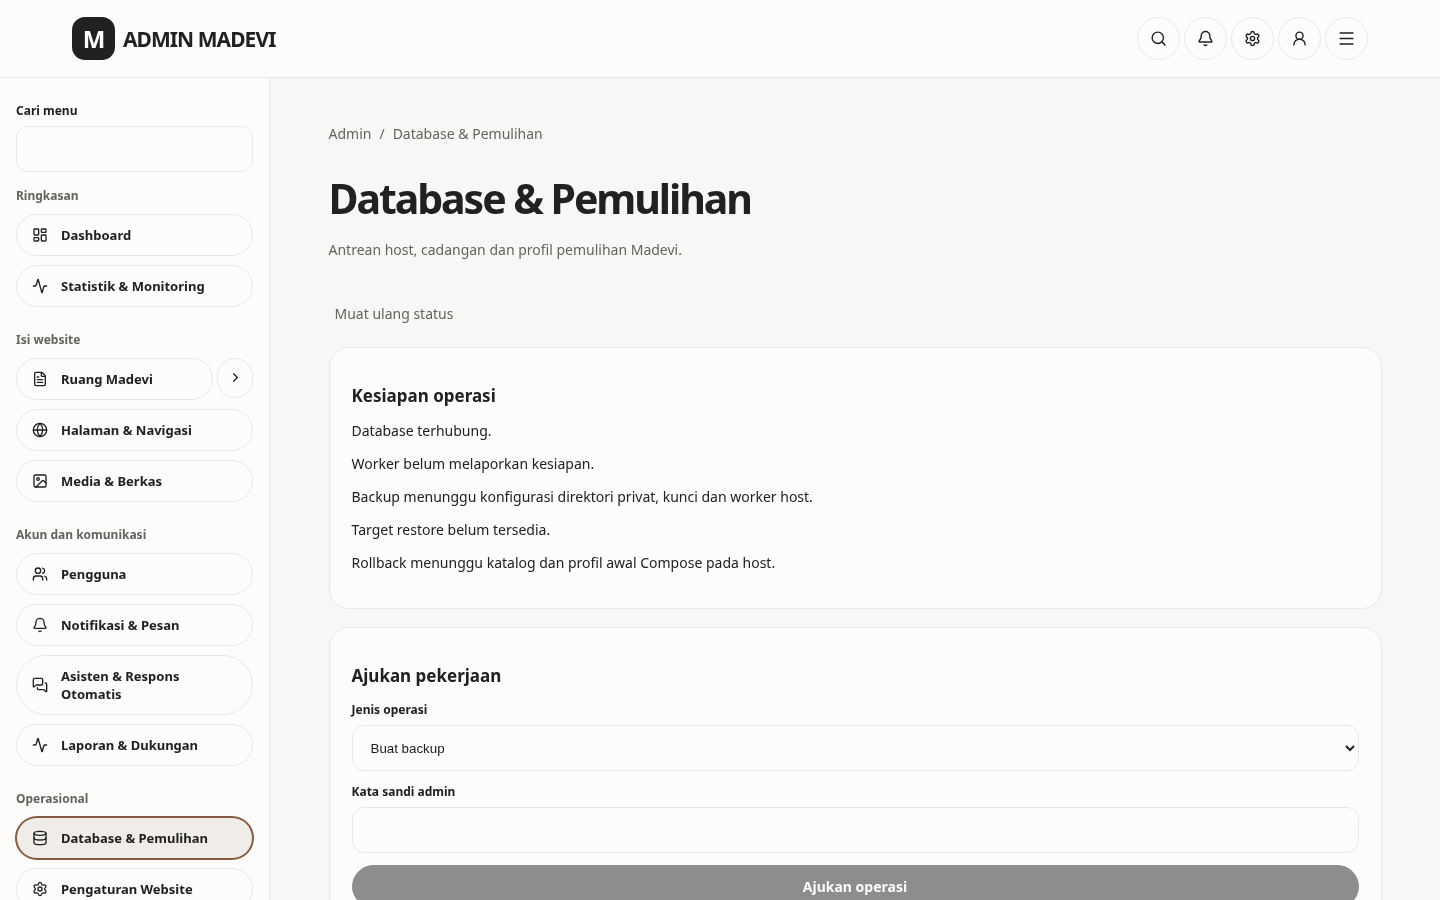 M ADMIN MADEVI
Cari menu
Ringkasan
Dashboard
Statistik & Monitoring
Isi website
Ruang Madevi
Halaman & Navigasi
Media & Berkas
Akun dan komunikasi
Pengguna
Notifikasi & Pesan
Asisten & Respons
Otomatis
Laporan & Dukungan
Operasional
Database & Pemulihan
Pengaturan Website
Admin / Database & Pemulihan
Database & Pemulihan
Antrean host, cadangan dan profil pemulihan Madevi.
Muat ulang status
Kesiapan operasi
Database terhubung.
Worker belum melaporkan kesiapan.
Backup menunggu konfigurasi direktori privat, kunci dan worker host.
Target restore belum tersedia.
Rollback menunggu katalog dan profil awal Compose pada host.
Ajukan pekerjaan
Jenis operasi
Buat backup
Kata sandi admin
Ajukan operasi